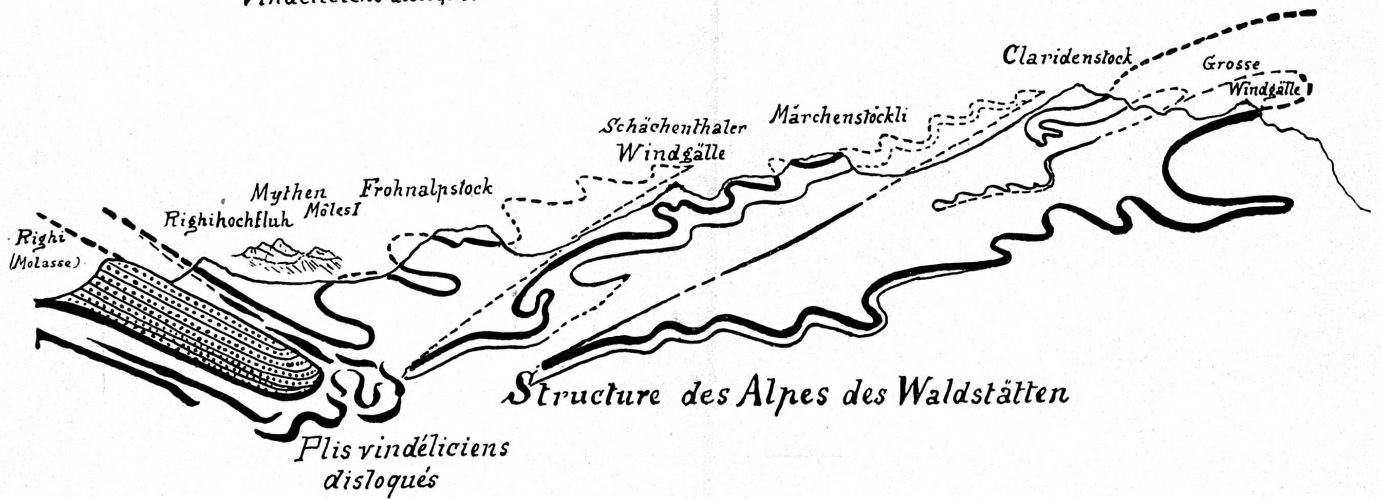 Claridenstock
Grosse
Windgälle
Märchenstöckli
Schächenthaler
Windgälle
Mythen
Frohnalpstock
Môles I
Righihochfluh
Righi
(Molasse)
Structure des Alpes des Waldstätten
Plis vindéliciens
disloqués